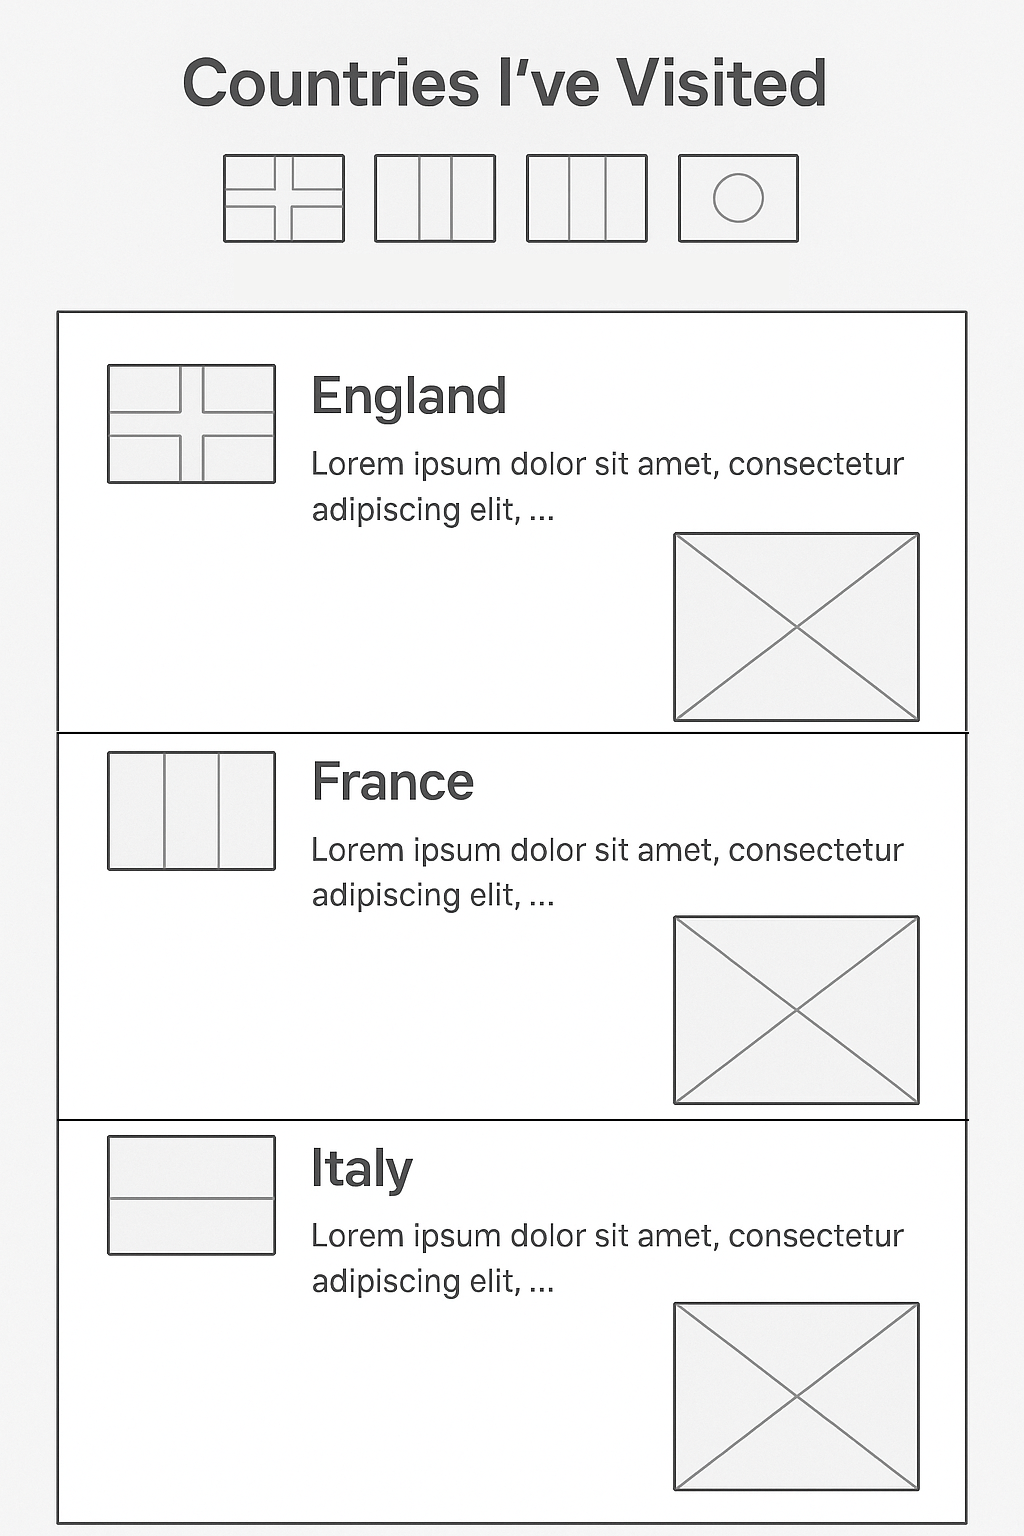 Countries I’ve Visited
England
Lorem ipsum dolor sit amet, consectetur
adipiscing elit, ...
France
Lorem ipsum dolor sit amet, consectetur
adipiscing elit, ...
Italy
Lorem ipsum dolor sit amet, consectetur
adipiscing elit, ...